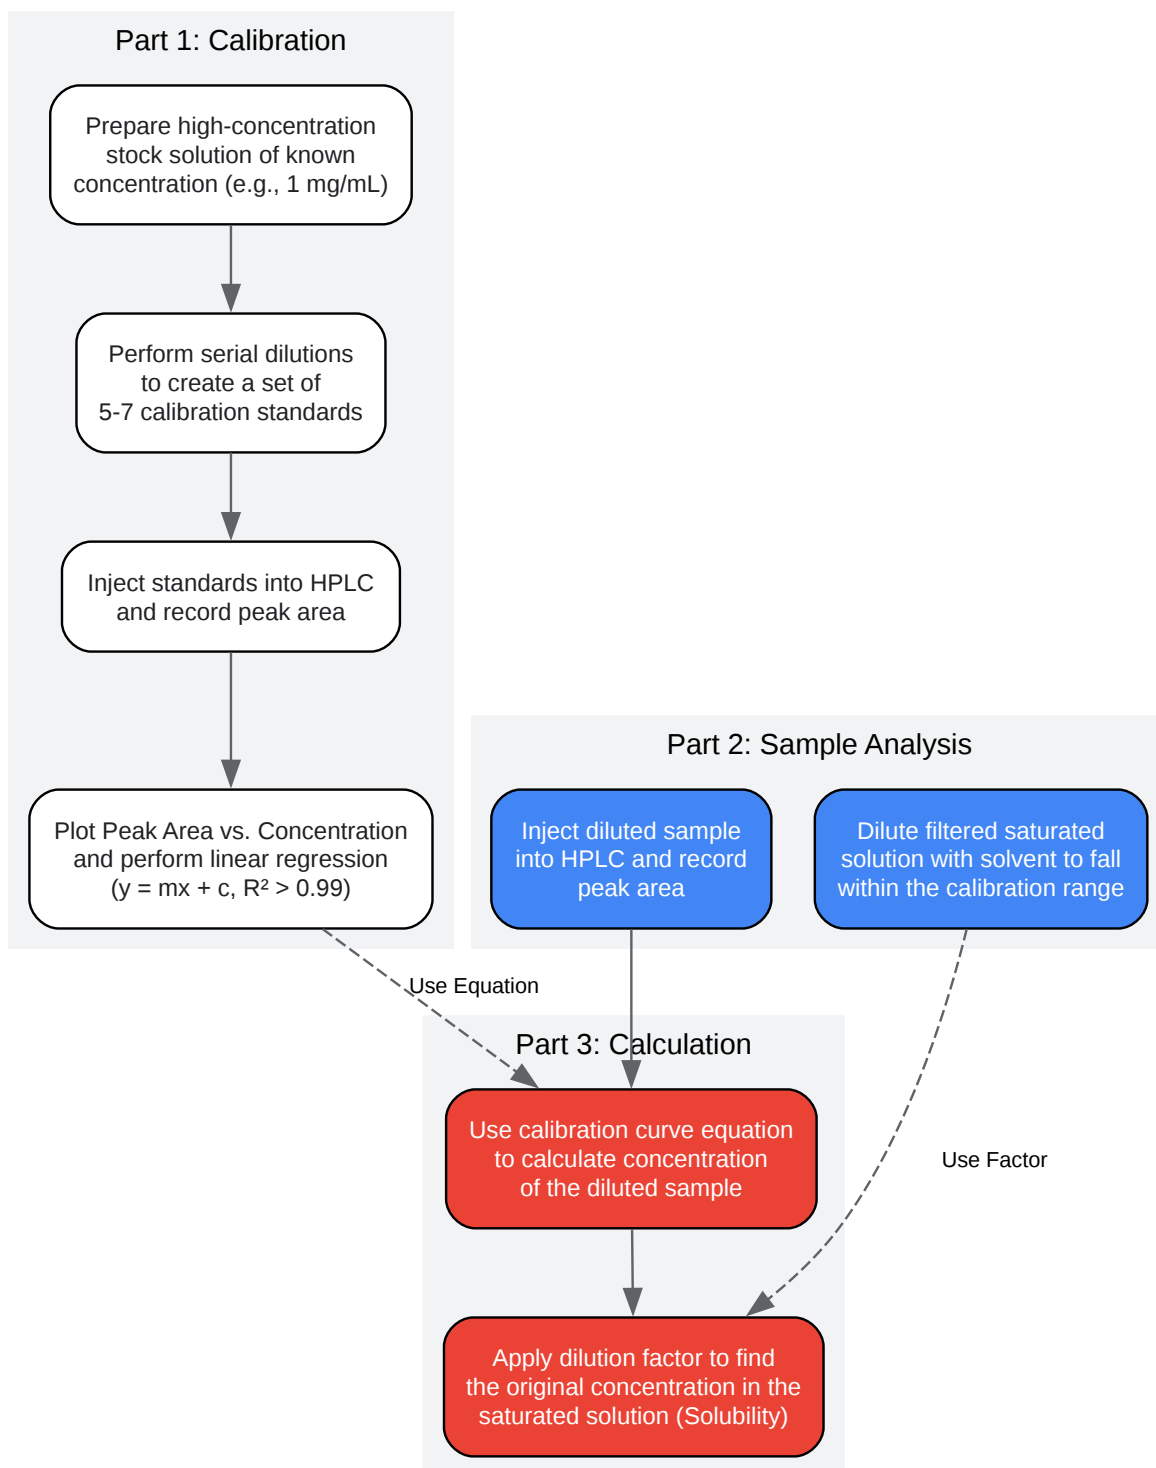 Part 1: Calibration
Prepare high-concentration
stock solution of known
concentration (e.g., 1 mg/mL)
Perform serial dilutions
to create a set of
5-7 calibration standards
Inject standards into HPLC
and record peak area
Plot Peak Area vs. Concentration
and perform linear regression
(y = mx + c, R² > 0.99)
Part 2: Sample Analysis
Inject diluted sample
into HPLC and record
peak area
Dilute filtered saturated
solution with solvent to fall
within the calibration range
Use Equation
Part 3: Calculation
Use calibration curve equation
to calculate concentration
of the diluted sample
Use Factor
Apply dilution factor to find
the original concentration in the
saturated solution (Solubility)